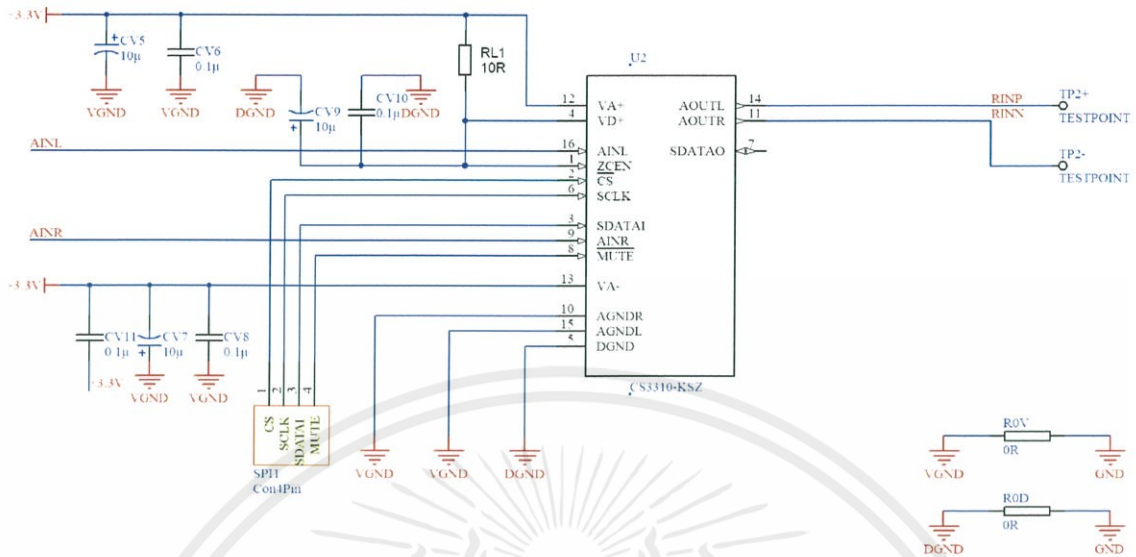 +3.3V
CV5
10µ
CV6
0.1µ
VGND
VGND
DGND
CV9
10µ
CV10
0.1µ
DGND
RL1
10R
U2
12
VA+
4
VD+
16
AINL
1
ZCEN
2
CS
6
SCLK
3
SDATAI
9
AINR
8
MUTE
13
VA-
10
AGNDR
15
AGNDL
5
DGND
AOUTL
14
AOUTR
11
SDATAO
7
CS3310-KSZ
RINP
RINN
TP2+
TESTPOINT
TP2-
TESTPOINT
AINL
AINR
CV11
0.1µ
CV7
10µ
CV8
0.1µ
VGND
VGND
1
2
3
4
CS
SCLK
SDATAI
MUTE
SPI1
Con4Pin
VGND
VGND
DGND
R0V
0R
VGND
GND
R0D
0R
DGND
GND